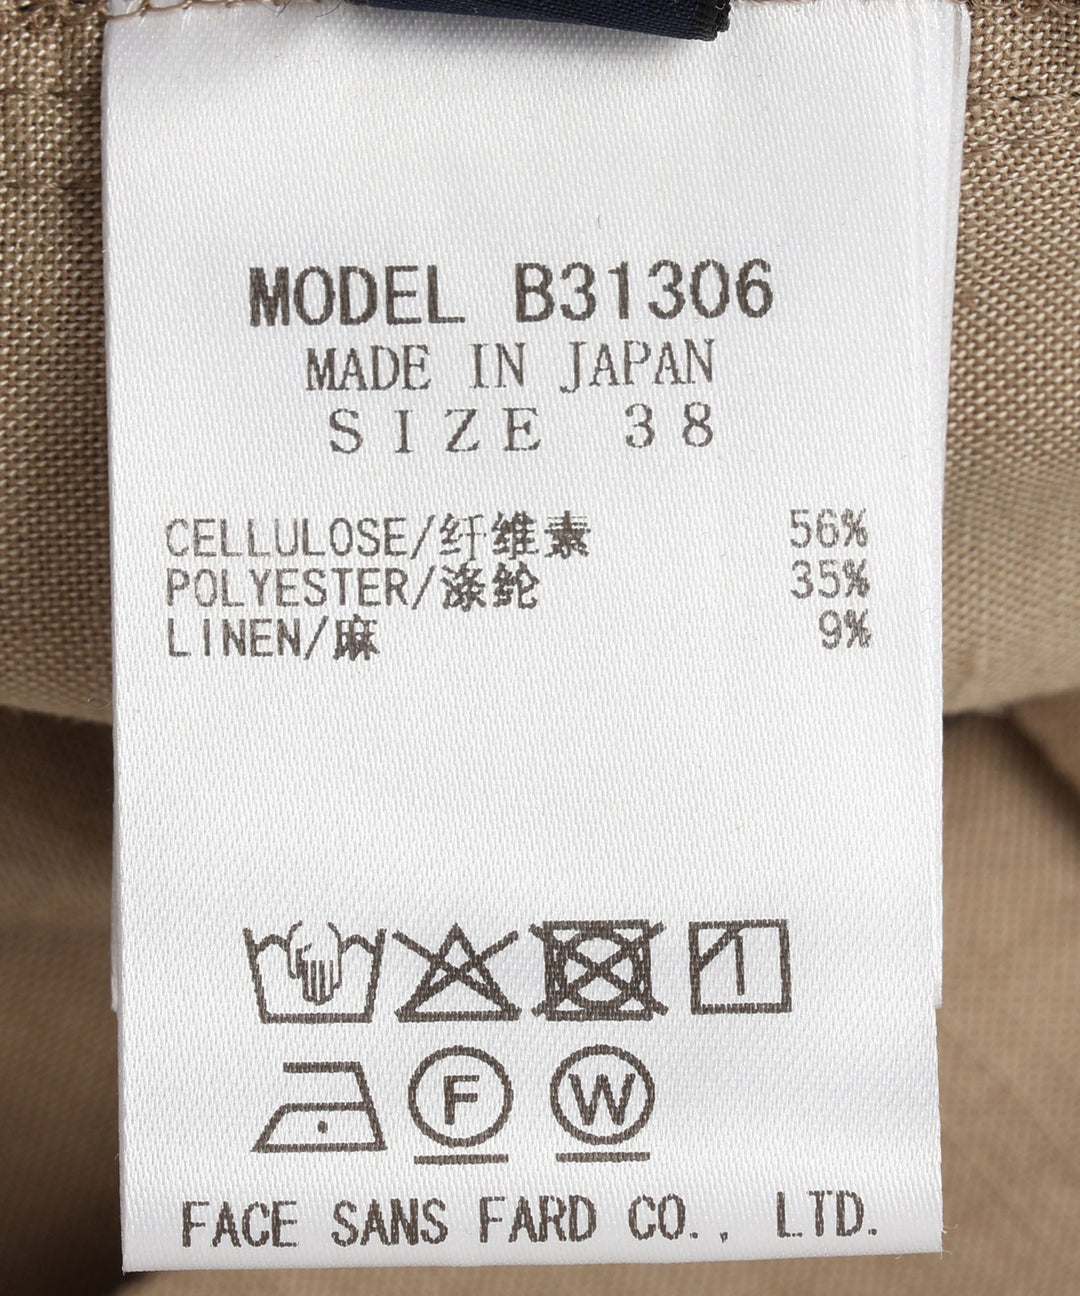 MODEL B31306
MADE IN JAPAN
SIZE 38
CELLULOSE/纤维素 56%
POLYESTER/涤纶 35%
LINEN/麻 9%
F W
FACE SANS FARD CO., LTD.